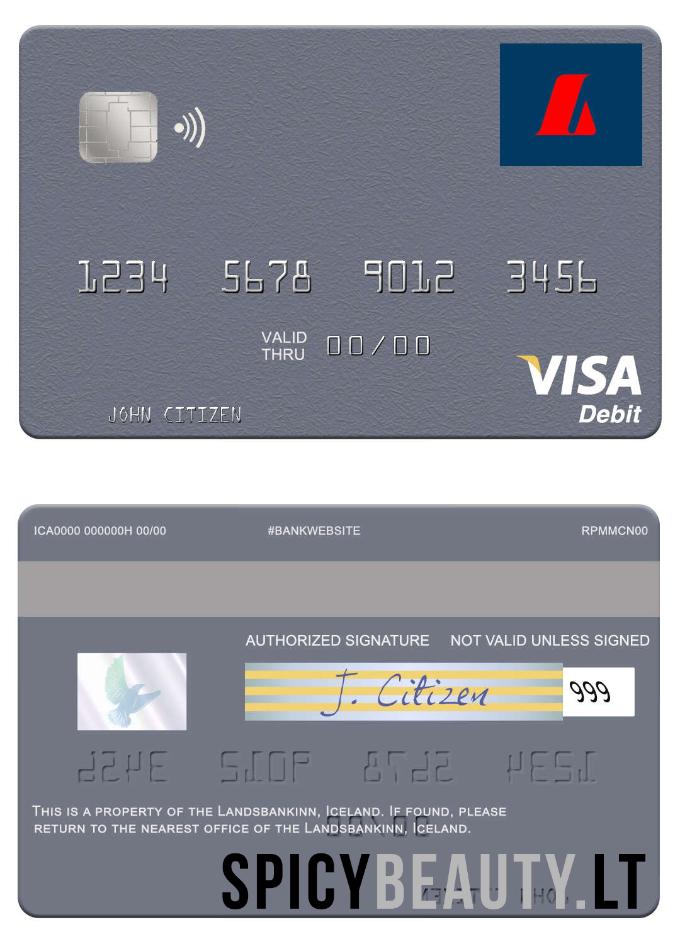 1234 5678 9012 3456
VALID
THRU 00/00
VISA
JOHN CITIZEN
Debit
ICA0000 000000H 00/00 #BANKWEBSITE RPMMCN00
AUTHORIZED SIGNATURE NOT VALID UNLESS SIGNED
J. Citizen 999
THIS IS A PROPERTY OF THE LANDSBANKINN, ICELAND. IF FOUND, PLEASE
RETURN TO THE NEAREST OFFICE OF THE LANDSBANKINN, ICELAND.
SPICYBEAUTY.LT